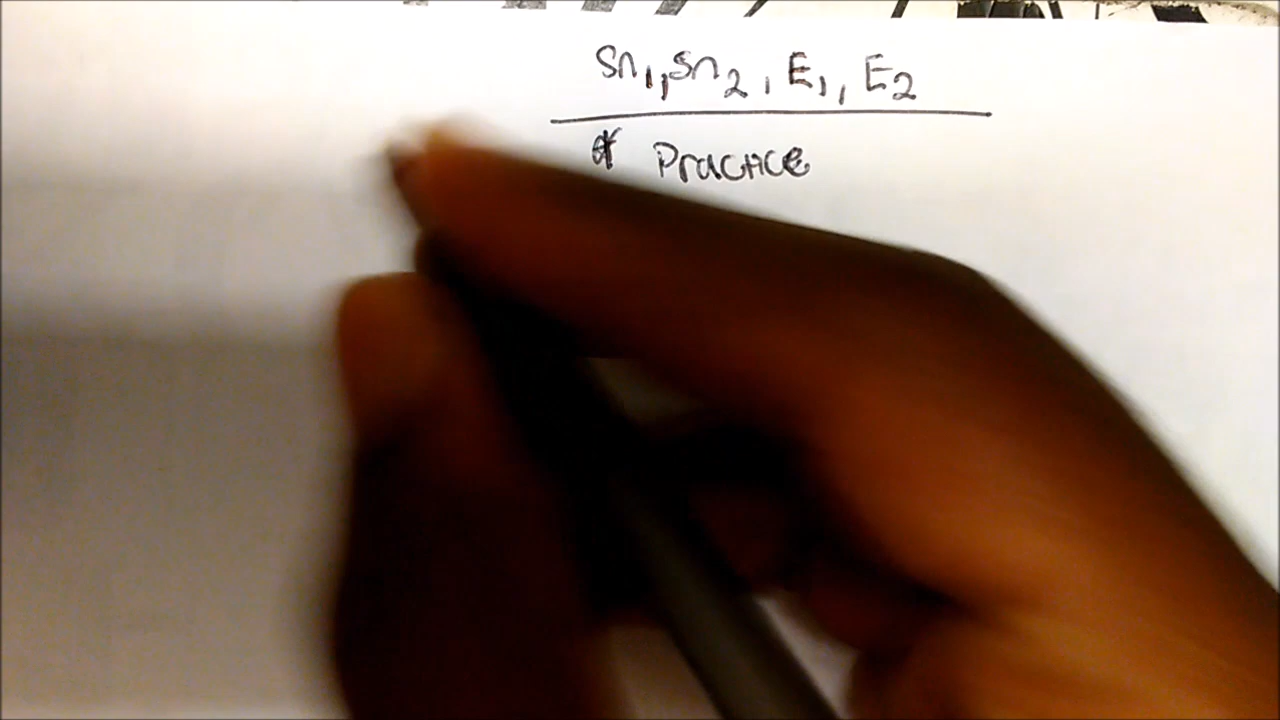 Sn1, Sn2, E1, E2
* Practice